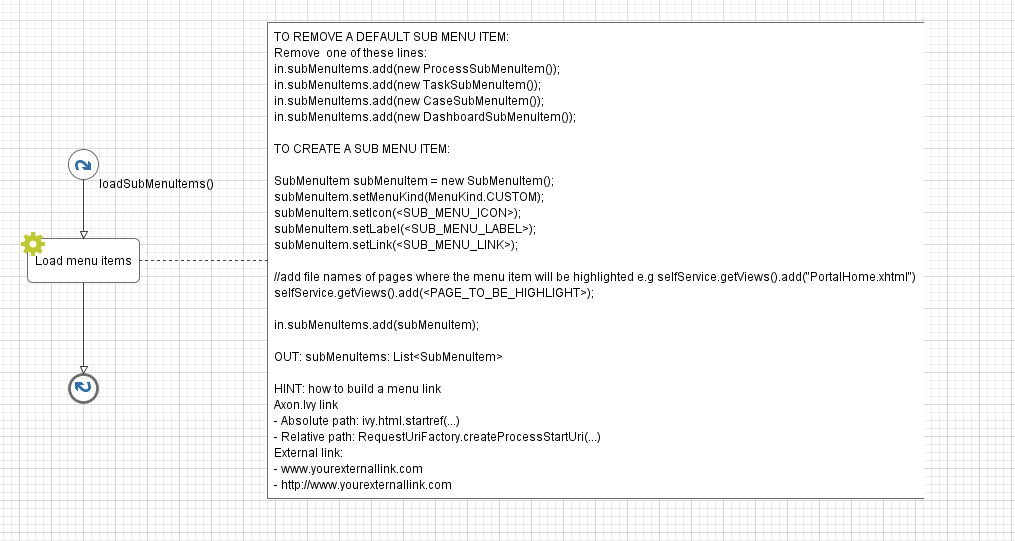 TO REMOVE A DEFAULT SUB MENU ITEM:
Remove  one of these lines:
in.subMenuItems.add(new ProcessSubMenuItem());
in.subMenuItems.add(new TaskSubMenuItem());
in.subMenuItems.add(new CaseSubMenuItem());
in.subMenuItems.add(new DashboardSubMenuItem());
TO CREATE A SUB MENU ITEM:
SubMenuItem subMenuItem = new SubMenuItem();
subMenuItem.setMenuKind(MenuKind.CUSTOM);
subMenuItem.setIcon(<SUB_MENU_ICON>);
subMenuItem.setLabel(<SUB_MENU_LABEL>);
subMenuItem.setLink(<SUB_MENU_LINK>);
//add file names of pages where the menu item will be highlighted e.g selfService.getViews().add("PortalHome.xhtml")
selfService.getViews().add(<PAGE_TO_BE_HIGHLIGHT>);
in.subMenuItems.add(subMenuItem);
OUT: subMenuItems: List<SubMenuItem>
HINT: how to build a menu link
Axon.Ivy link
- Absolute path: ivy.html.startref(...)
- Relative path: RequestUriFactory.createProcessStartUri(...)
External link:
- www.yourexternallink.com
- http://www.yourexternallink.com
loadSubMenuItems()
Load menu items